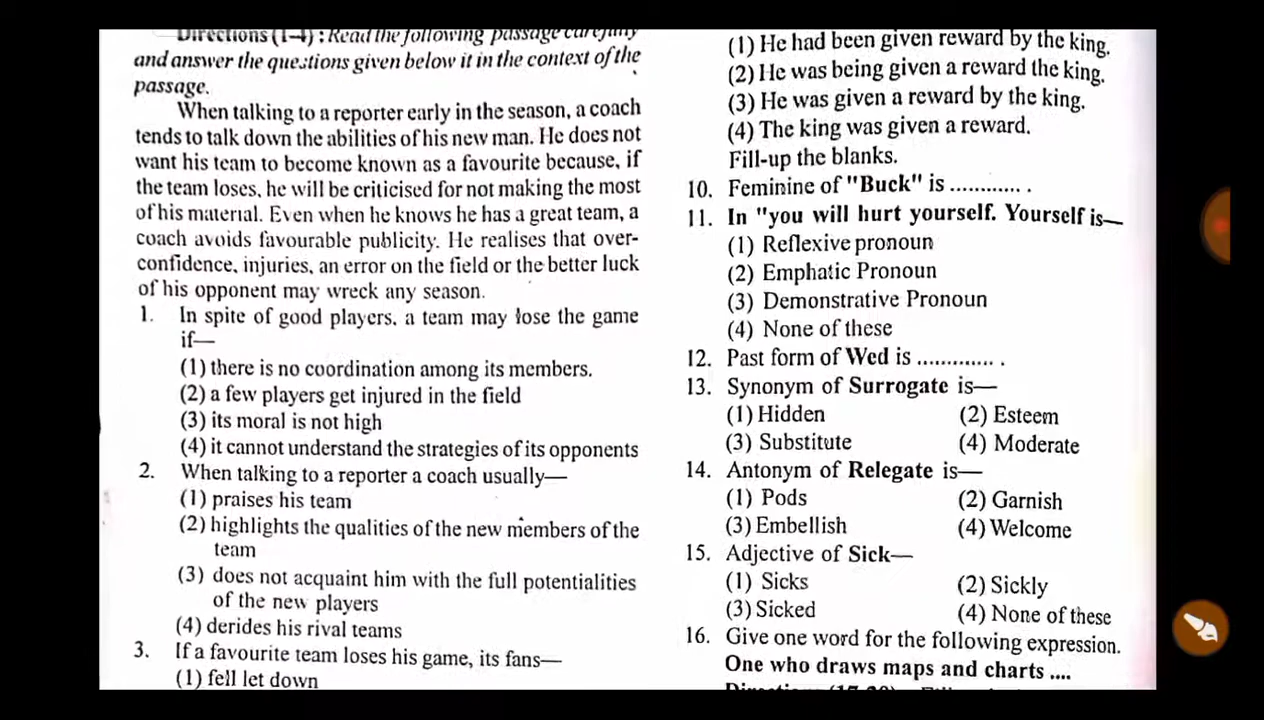 Directions (1-4) : Read the following passage carefully
and answer the questions given below it in the context of the
passage.
When talking to a reporter early in the season, a coach
tends to talk down the abilities of his new man. He does not
want his team to become known as a favourite because, if
the team loses, he will be criticised for not making the most
of his material. Even when he knows he has a great team, a
coach avoids favourable publicity. He realises that over-
confidence, injuries, an error on the field or the better luck
of his opponent may wreck any season.
1. In spite of good players, a team may lose the game
if—
(1) there is no coordination among its members.
(2) a few players get injured in the field
(3) its moral is not high
(4) it cannot understand the strategies of its opponents
2. When talking to a reporter a coach usually—
(1) praises his team
(2) highlights the qualities of the new members of the
team
(3) does not acquaint him with the full potentialities
of the new players
(4) derides his rival teams
3. If a favourite team loses his game, its fans—
(1) fell let down
(1) He had been given reward by the king.
(2) He was being given a reward the king.
(3) He was given a reward by the king.
(4) The king was given a reward.
Fill-up the blanks.
10. Feminine of "Buck" is ............ .
11. In "you will hurt yourself. Yourself is—
(1) Reflexive pronoun
(2) Emphatic Pronoun
(3) Demonstrative Pronoun
(4) None of these
12. Past form of Wed is ............. .
13. Synonym of Surrogate is—
(1) Hidden (2) Esteem
(3) Substitute (4) Moderate
14. Antonym of Relegate is—
(1) Pods (2) Garnish
(3) Embellish (4) Welcome
15. Adjective of Sick—
(1) Sicks (2) Sickly
(3) Sicked (4) None of these
16. Give one word for the following expression.
One who draws maps and charts ....